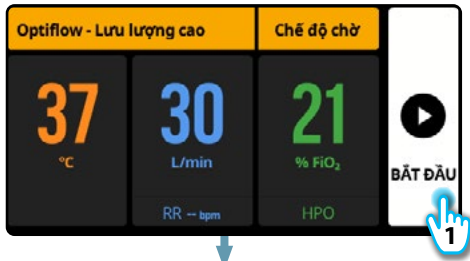 Optiflow - Lưu lượng cao
Chế độ chờ
37
°C
30
L/min
RR -- bpm
21
% FiO₂
HPO
BẮT ĐẦU
1